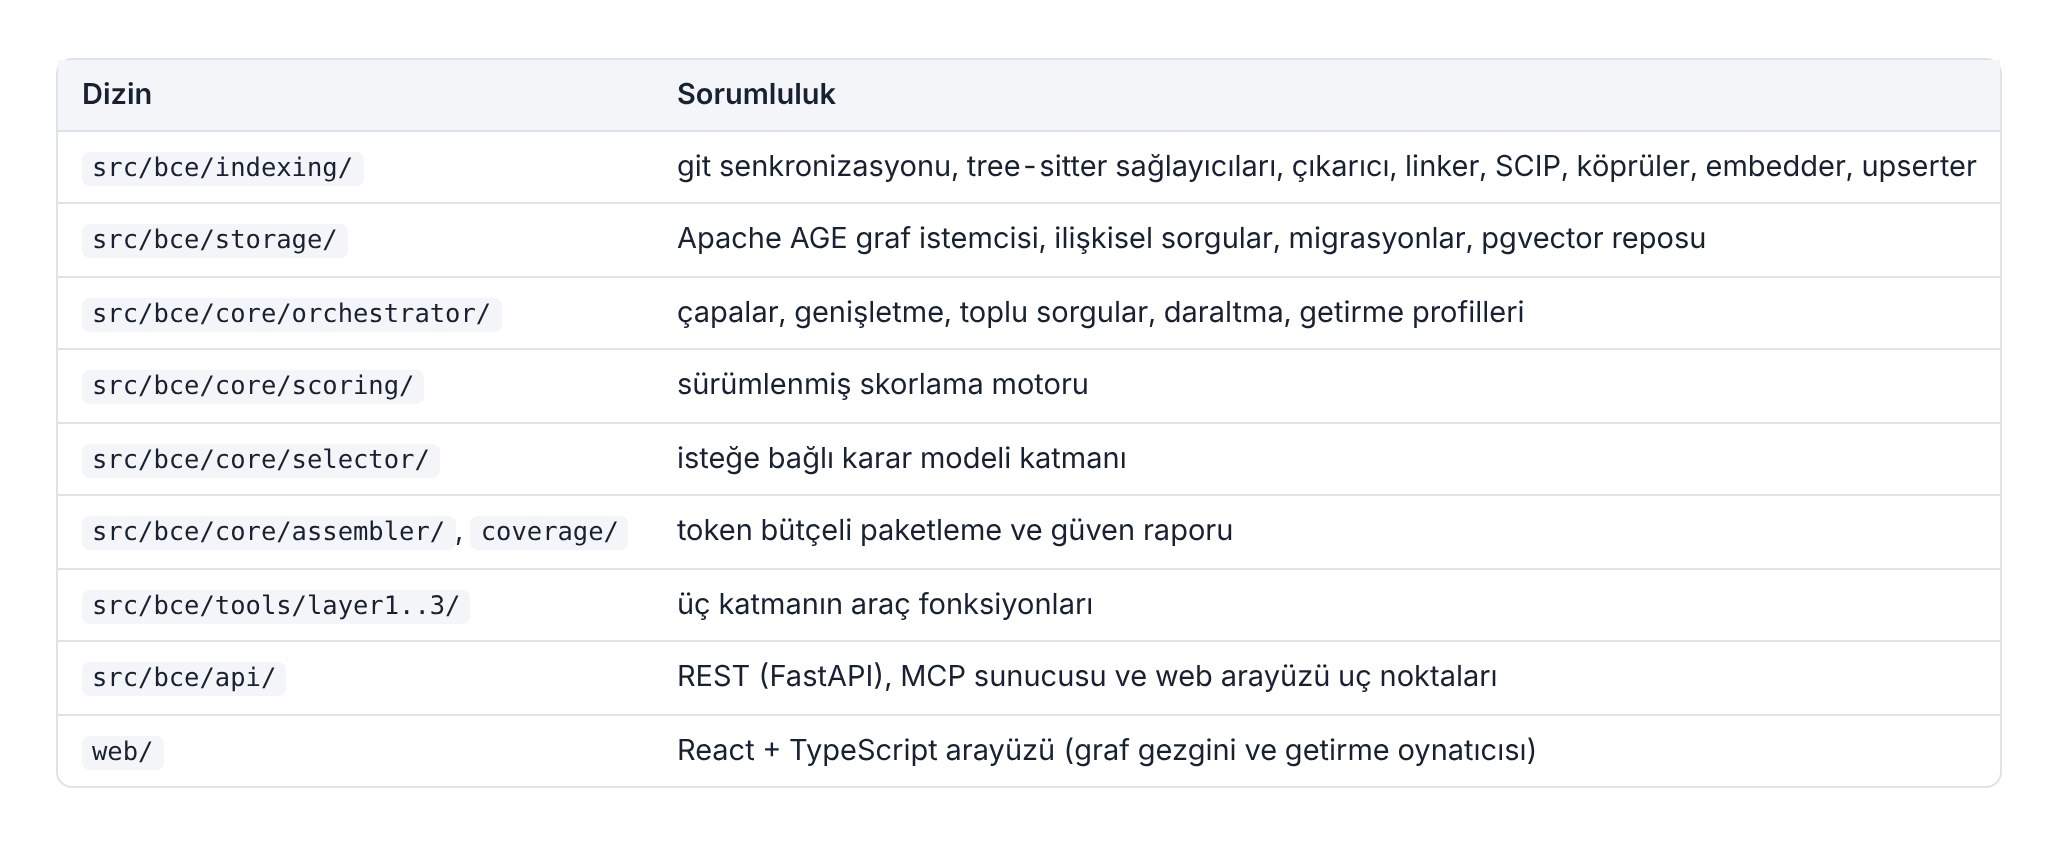 Dizin Sorumluluk
src/bce/indexing/ git senkronizasyonu, tree-sitter sağlayıcıları, çıkarıcı, linker, SCIP, köprüler, embedder, upserter
src/bce/storage/ Apache AGE graf istemcisi, ilişkisel sorgular, migrasyonlar, pgvector reposu
src/bce/core/orchestrator/ çapalar, genişletme, toplu sorgular, daraltma, getirme profilleri
src/bce/core/scoring/ sürümlenmiş skorlama motoru
src/bce/core/selector/ isteğe bağlı karar modeli katmanı
src/bce/core/assembler/, coverage/ token bütçeli paketleme ve güven raporu
src/bce/tools/layer1..3/ üç katmanın araç fonksiyonları
src/bce/api/ REST (FastAPI), MCP sunucusu ve web arayüzü uç noktaları
web/ React + TypeScript arayüzü (graf gezgini ve getirme oynatıcısı)